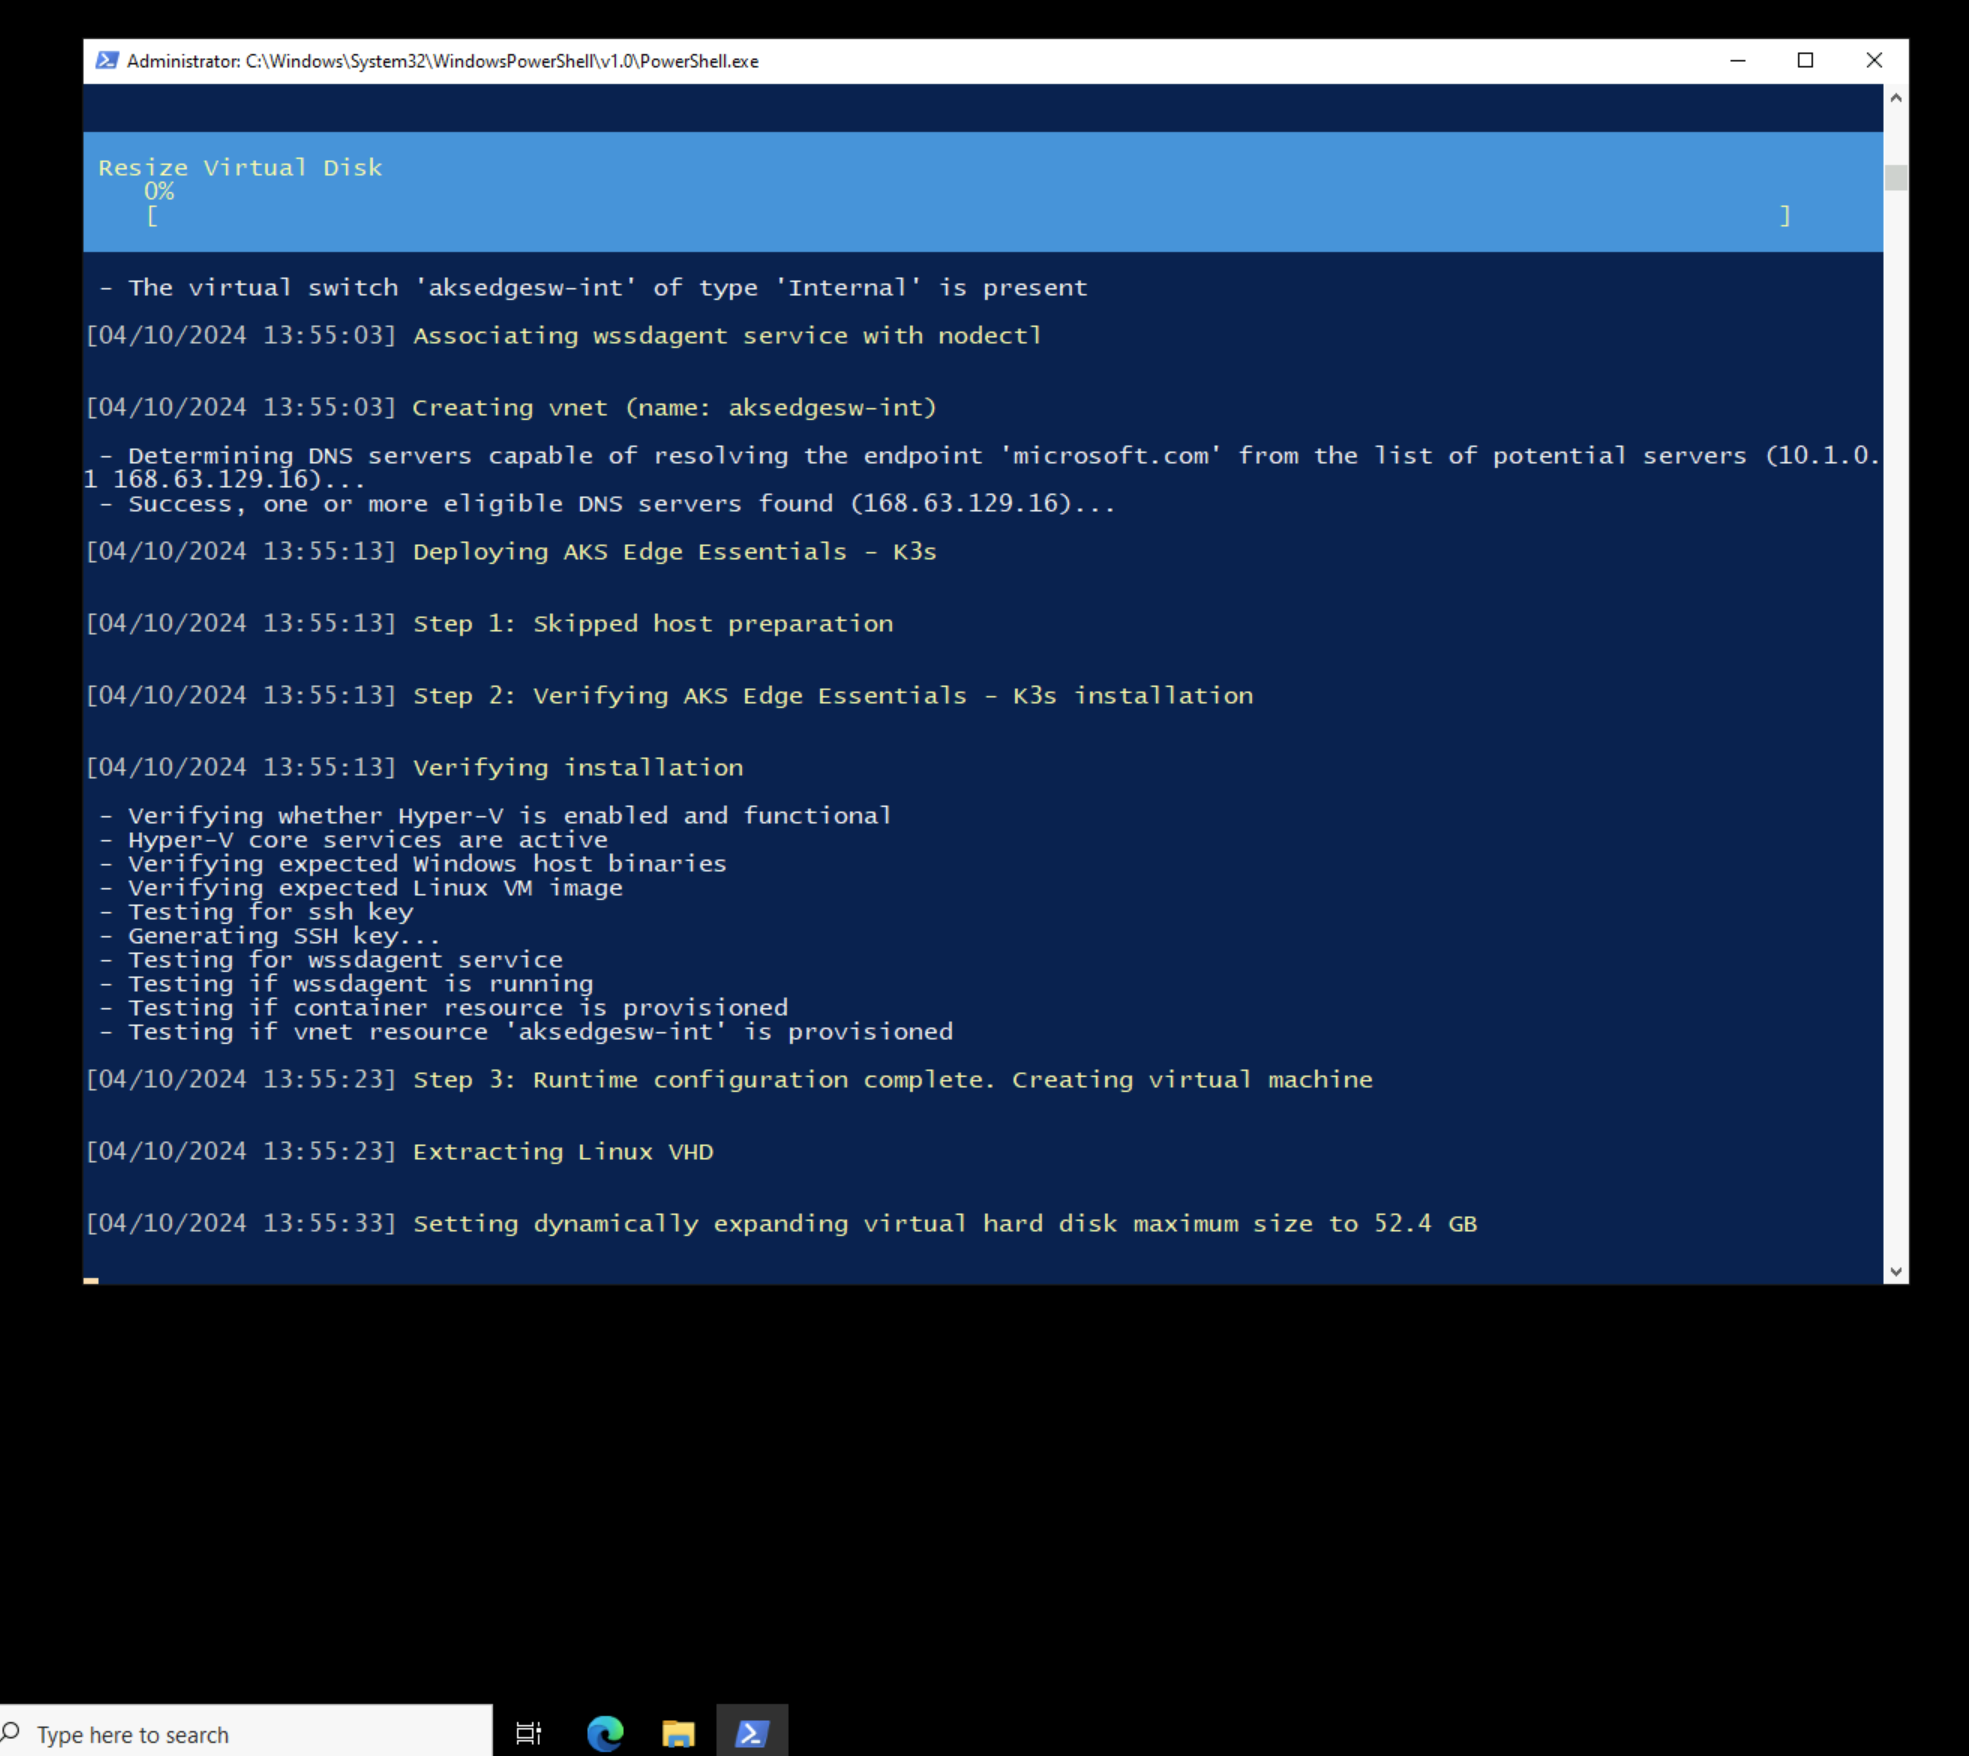 Administrator: C:\Windows\System32\WindowsPowerShell\v1.0\PowerShell.exe
Resize Virtual Disk
0%
[ ]
- The virtual switch 'aksedgesw-int' of type 'Internal' is present
[04/10/2024 13:55:03] Associating wssdagent service with nodectl
[04/10/2024 13:55:03] Creating vnet (name: aksedgesw-int)
- Determining DNS servers capable of resolving the endpoint 'microsoft.com' from the list of potential servers (10.1.0.
1 168.63.129.16)...
- Success, one or more eligible DNS servers found (168.63.129.16)...
[04/10/2024 13:55:13] Deploying AKS Edge Essentials - K3s
[04/10/2024 13:55:13] Step 1: Skipped host preparation
[04/10/2024 13:55:13] Step 2: Verifying AKS Edge Essentials - K3s installation
[04/10/2024 13:55:13] Verifying installation
- Verifying whether Hyper-V is enabled and functional
- Hyper-V core services are active
- Verifying expected Windows host binaries
- Verifying expected Linux VM image
- Testing for ssh key
- Generating SSH key...
- Testing for wssdagent service
- Testing if wssdagent is running
- Testing if container resource is provisioned
- Testing if vnet resource 'aksedgesw-int' is provisioned
[04/10/2024 13:55:23] Step 3: Runtime configuration complete. Creating virtual machine
[04/10/2024 13:55:23] Extracting Linux VHD
[04/10/2024 13:55:33] Setting dynamically expanding virtual hard disk maximum size to 52.4 GB
Type here to search